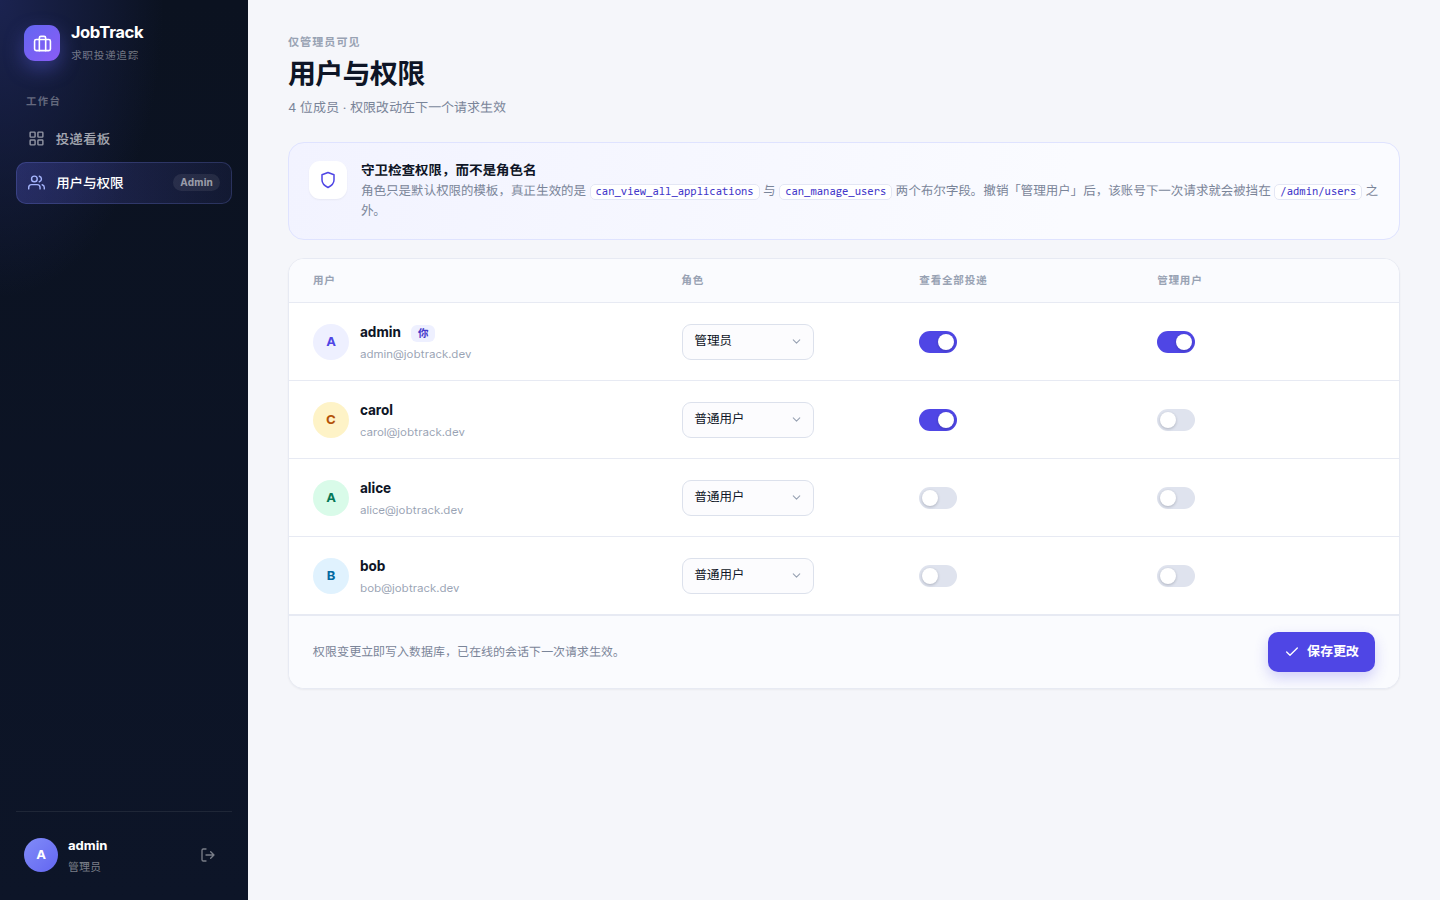 JobTrack
求职投递追踪
工作台
投递看板
用户与权限 Admin
admin
管理员
仅管理员可见
用户与权限
4 位成员 · 权限改动在下一个请求生效
守卫检查权限，而不是角色名
角色只是默认权限的模板，真正生效的是 can_view_all_applications 与 can_manage_users 两个布尔字段。撤销「管理用户」后，该账号下一次请求就会被挡在 /admin/users 之
外。
用户 角色 查看全部投递 管理用户
A admin 你 管理员
admin@jobtrack.dev
C carol 普通用户
carol@jobtrack.dev
A alice 普通用户
alice@jobtrack.dev
B bob 普通用户
bob@jobtrack.dev
权限变更立即写入数据库，已在线的会话下一次请求生效。 保存更改
A